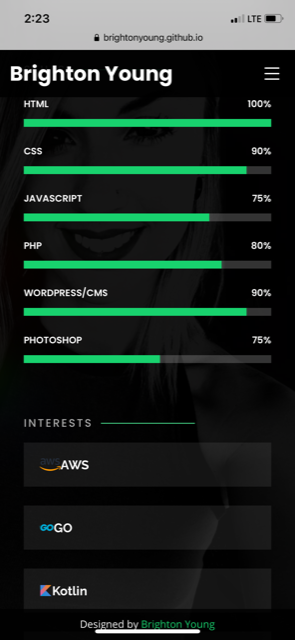 2:23
LTE
brightonyoung.github.io
Brighton Young
HTML 100%
CSS 90%
JAVASCRIPT 75%
PHP 80%
WORDPRESS/CMS 90%
PHOTOSHOP 75%
INTERESTS
aws AWS
GO GO
Kotlin
Designed by Brighton Young